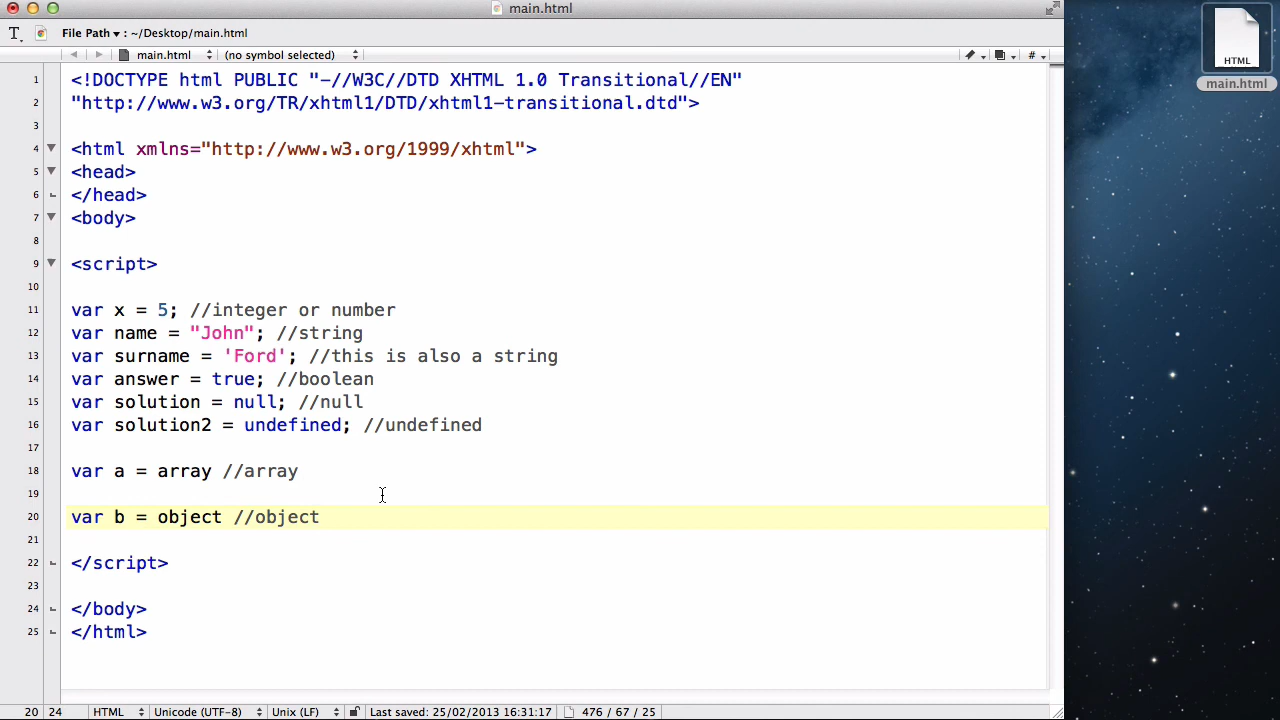 main.html
File Path ▾ : ~/Desktop/main.html
main.html (no symbol selected) #
1 <!DOCTYPE html PUBLIC "-//W3C//DTD XHTML 1.0 Transitional//EN"
2 "http://www.w3.org/TR/xhtml1/DTD/xhtml1-transitional.dtd">
3
4 <html xmlns="http://www.w3.org/1999/xhtml">
5 <head>
6 </head>
7 <body>
8
9 <script>
10
11 var x = 5; //integer or number
12 var name = "John"; //string
13 var surname = 'Ford'; //this is also a string
14 var answer = true; //boolean
15 var solution = null; //null
16 var solution2 = undefined; //undefined
17
18 var a = array //array
19
20 var b = object //object
21
22 </script>
23
24 </body>
25 </html>
20 24 HTML Unicode (UTF-8) Unix (LF) Last saved: 25/02/2013 16:31:17 476 / 67 / 25
HTML
main.html